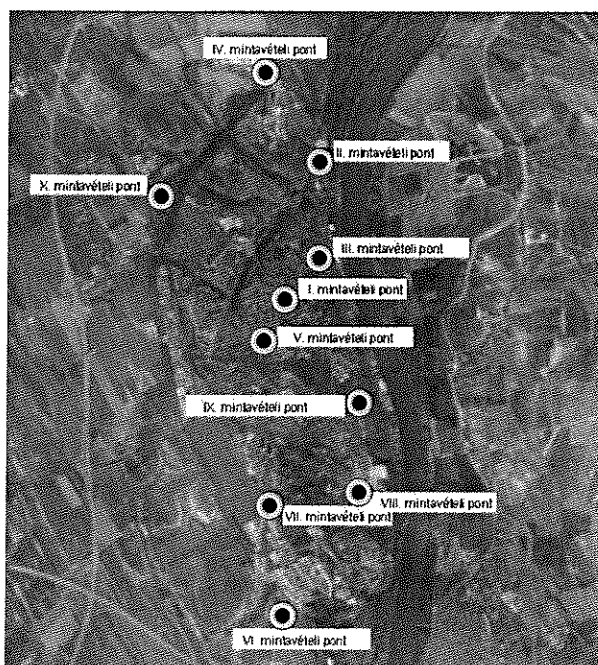 IV. mintavételi pont
II. mintavételi pont
X. mintavételi pont
III. mintavételi pont
I. mintavételi pont
V. mintavételi pont
IX. mintavételi pont
VIII. mintavételi pont
VII. mintavételi pont
VI. mintavételi pont